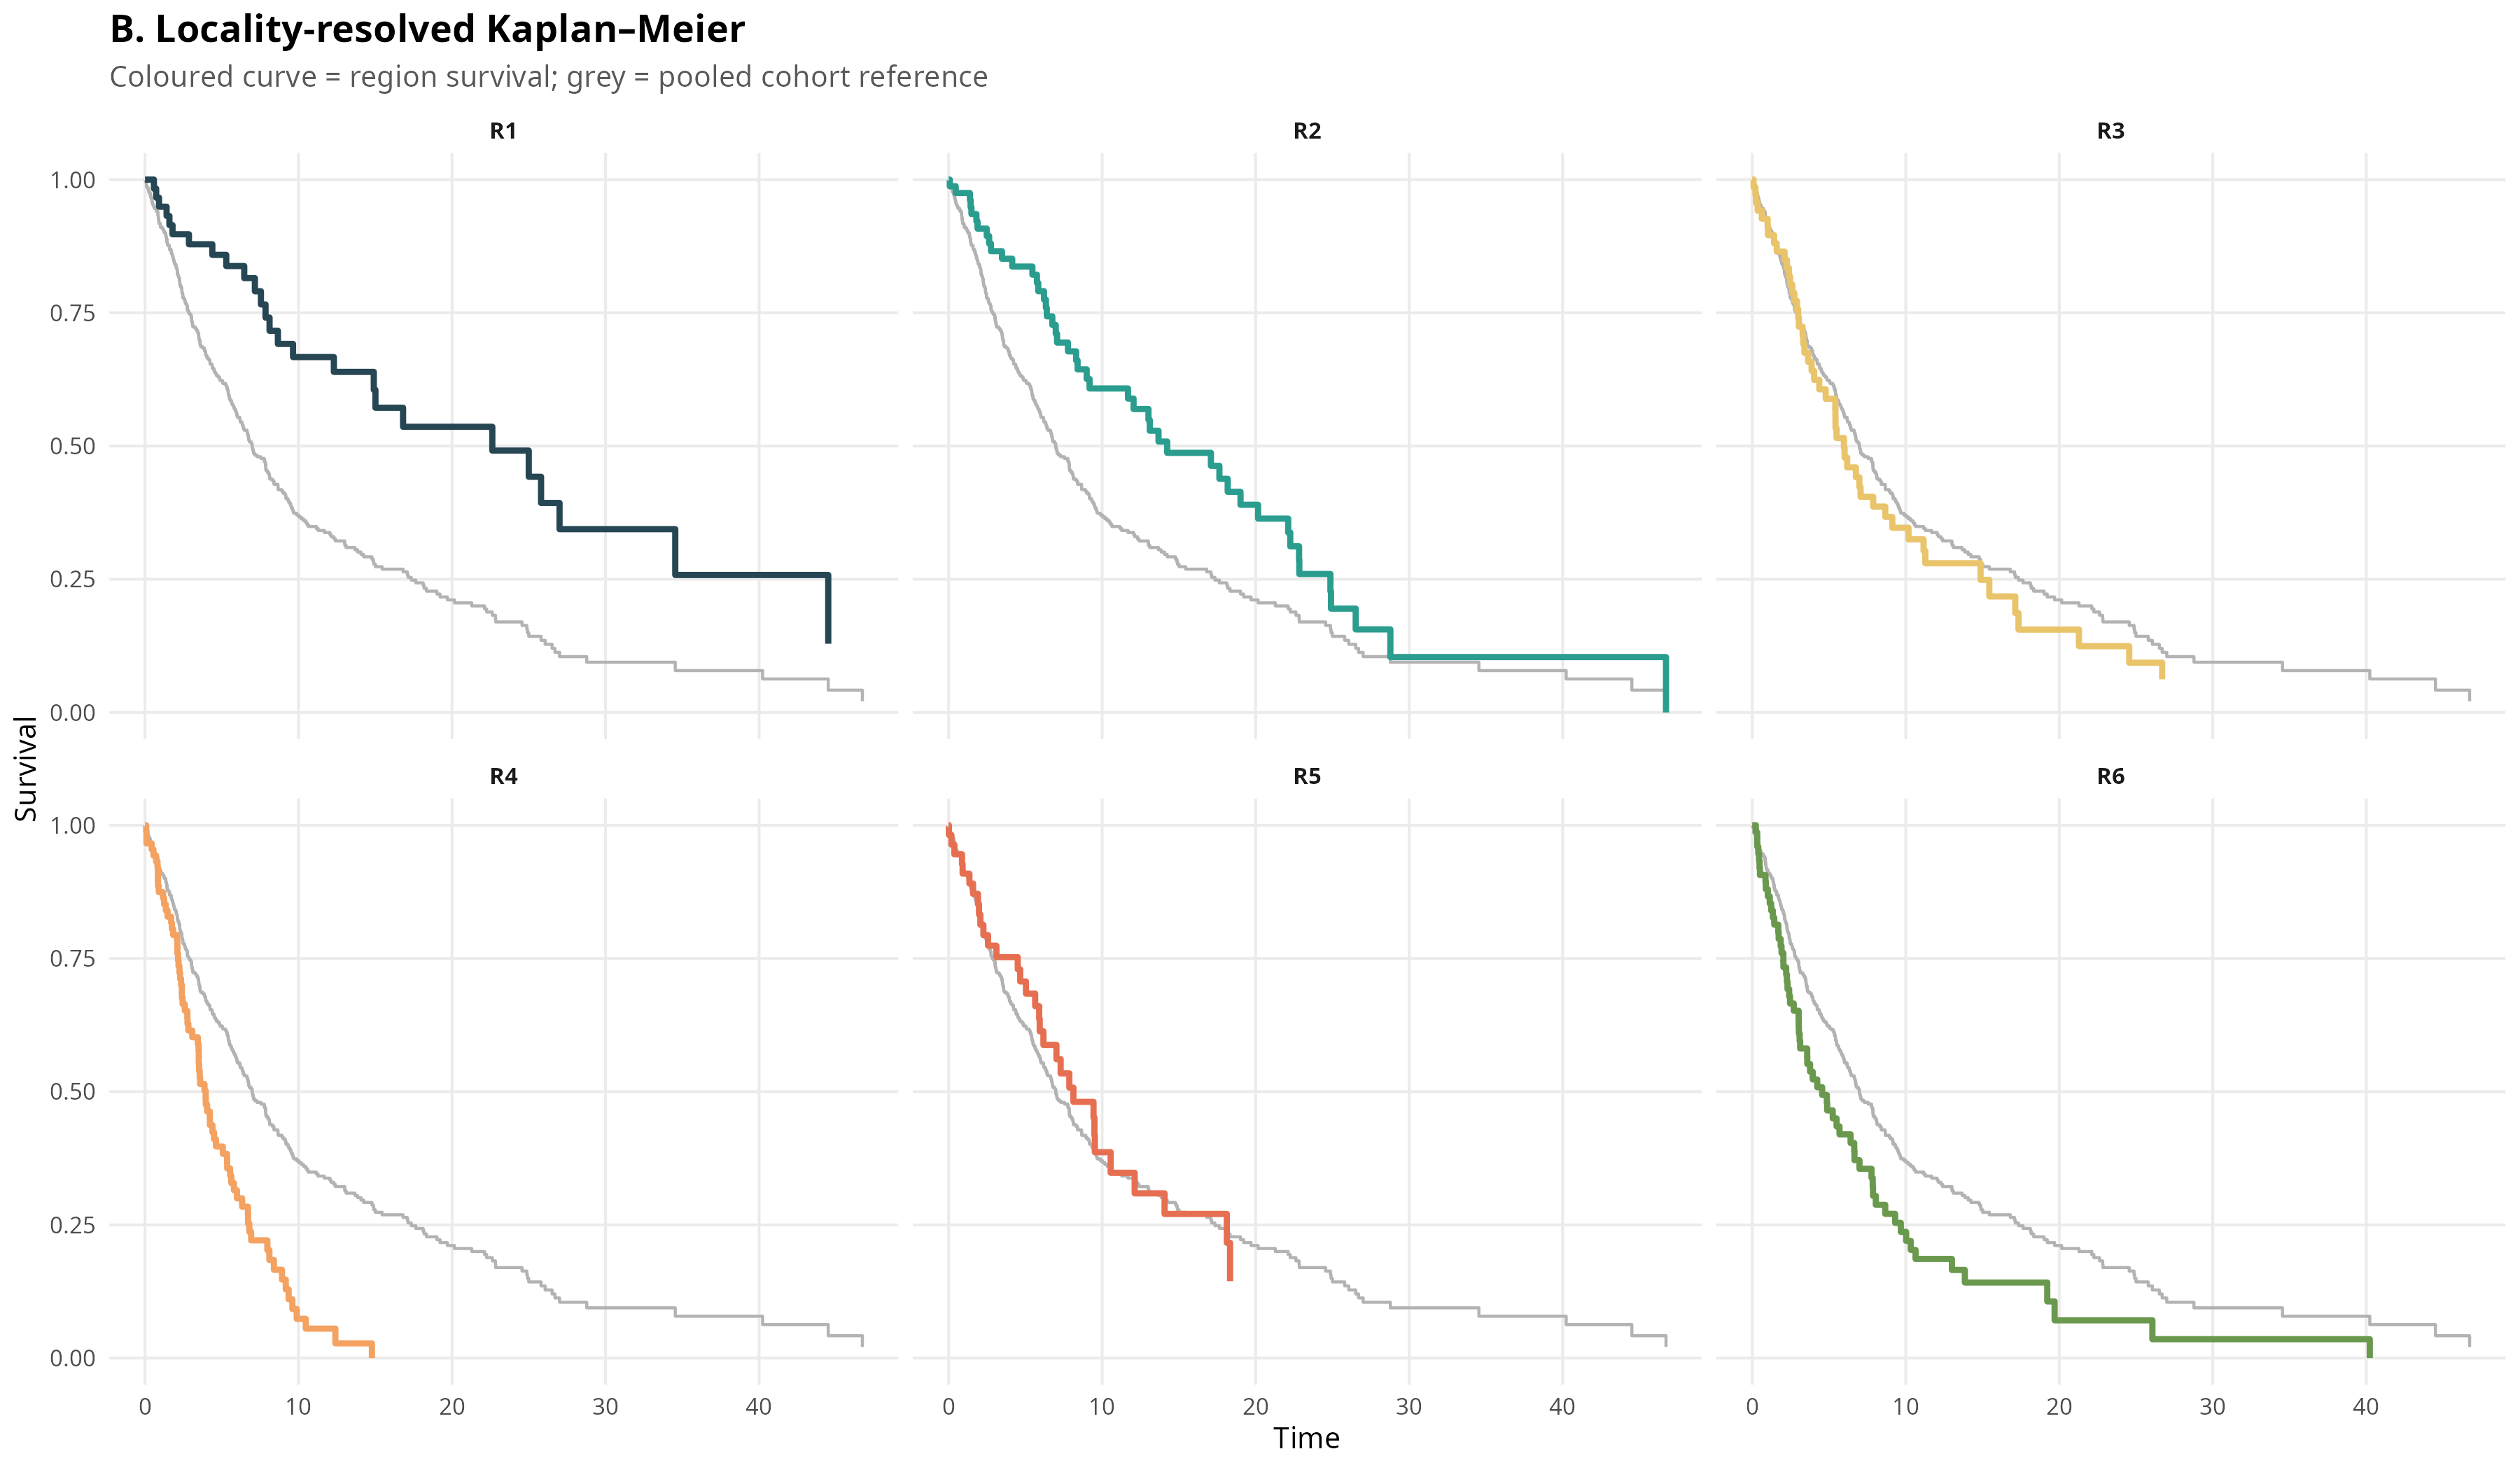 B. Locality-resolved Kaplan–Meier
Coloured curve = region survival; grey = pooled cohort reference
R1
R2
R3
1.00
0.75
0.50
0.25
0.00
Survival
R4
R5
R6
1.00
0.75
0.50
0.25
0.00
0 10 20 30 40
0 10 20 30 40
0 10 20 30 40
Time